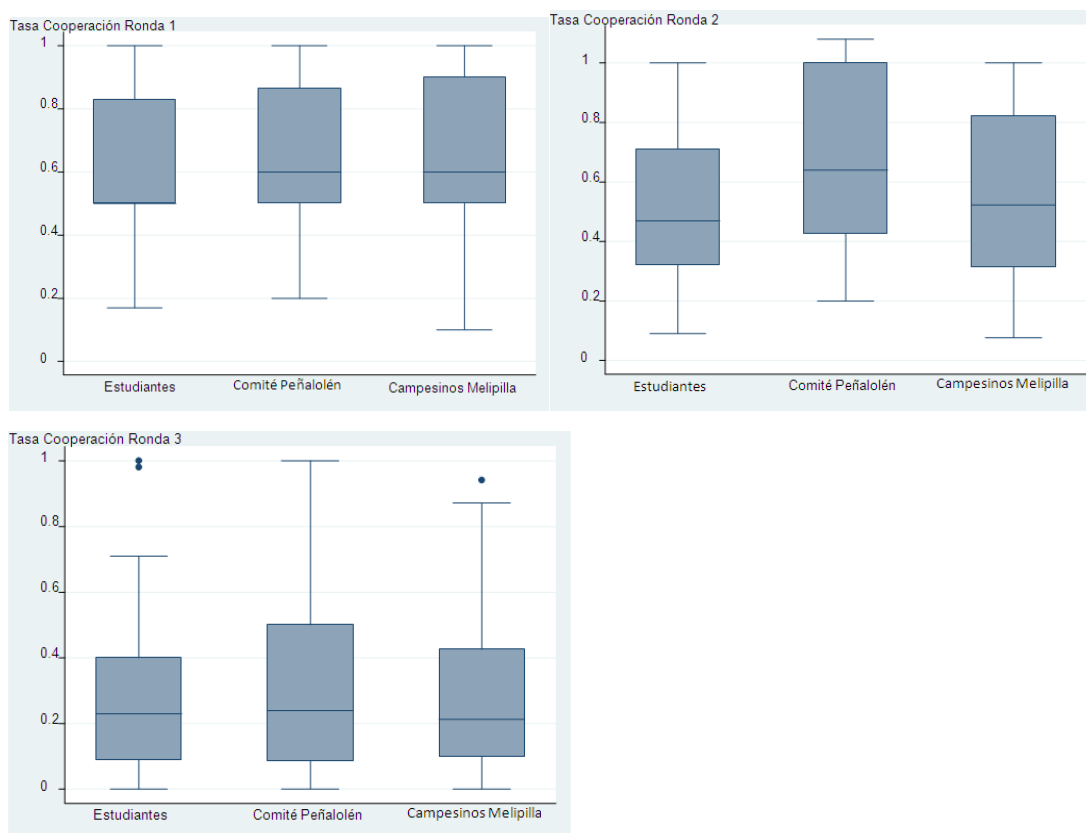 Tasa Cooperación Ronda 1
1
0.8
0.6
0.4
0.2
0
Estudiantes
Comité Peñalolén
Campesinos Melipilla
Tasa Cooperación Ronda 2
1
0.8
0.6
0.4
0.2
0
Estudiantes
Comité Peñalolén
Campesinos Melipilla
Tasa Cooperación Ronda 3
1
0.8
0.6
0.4
0.2
0
Estudiantes
Comité Peñalolén
Campesinos Melipilla